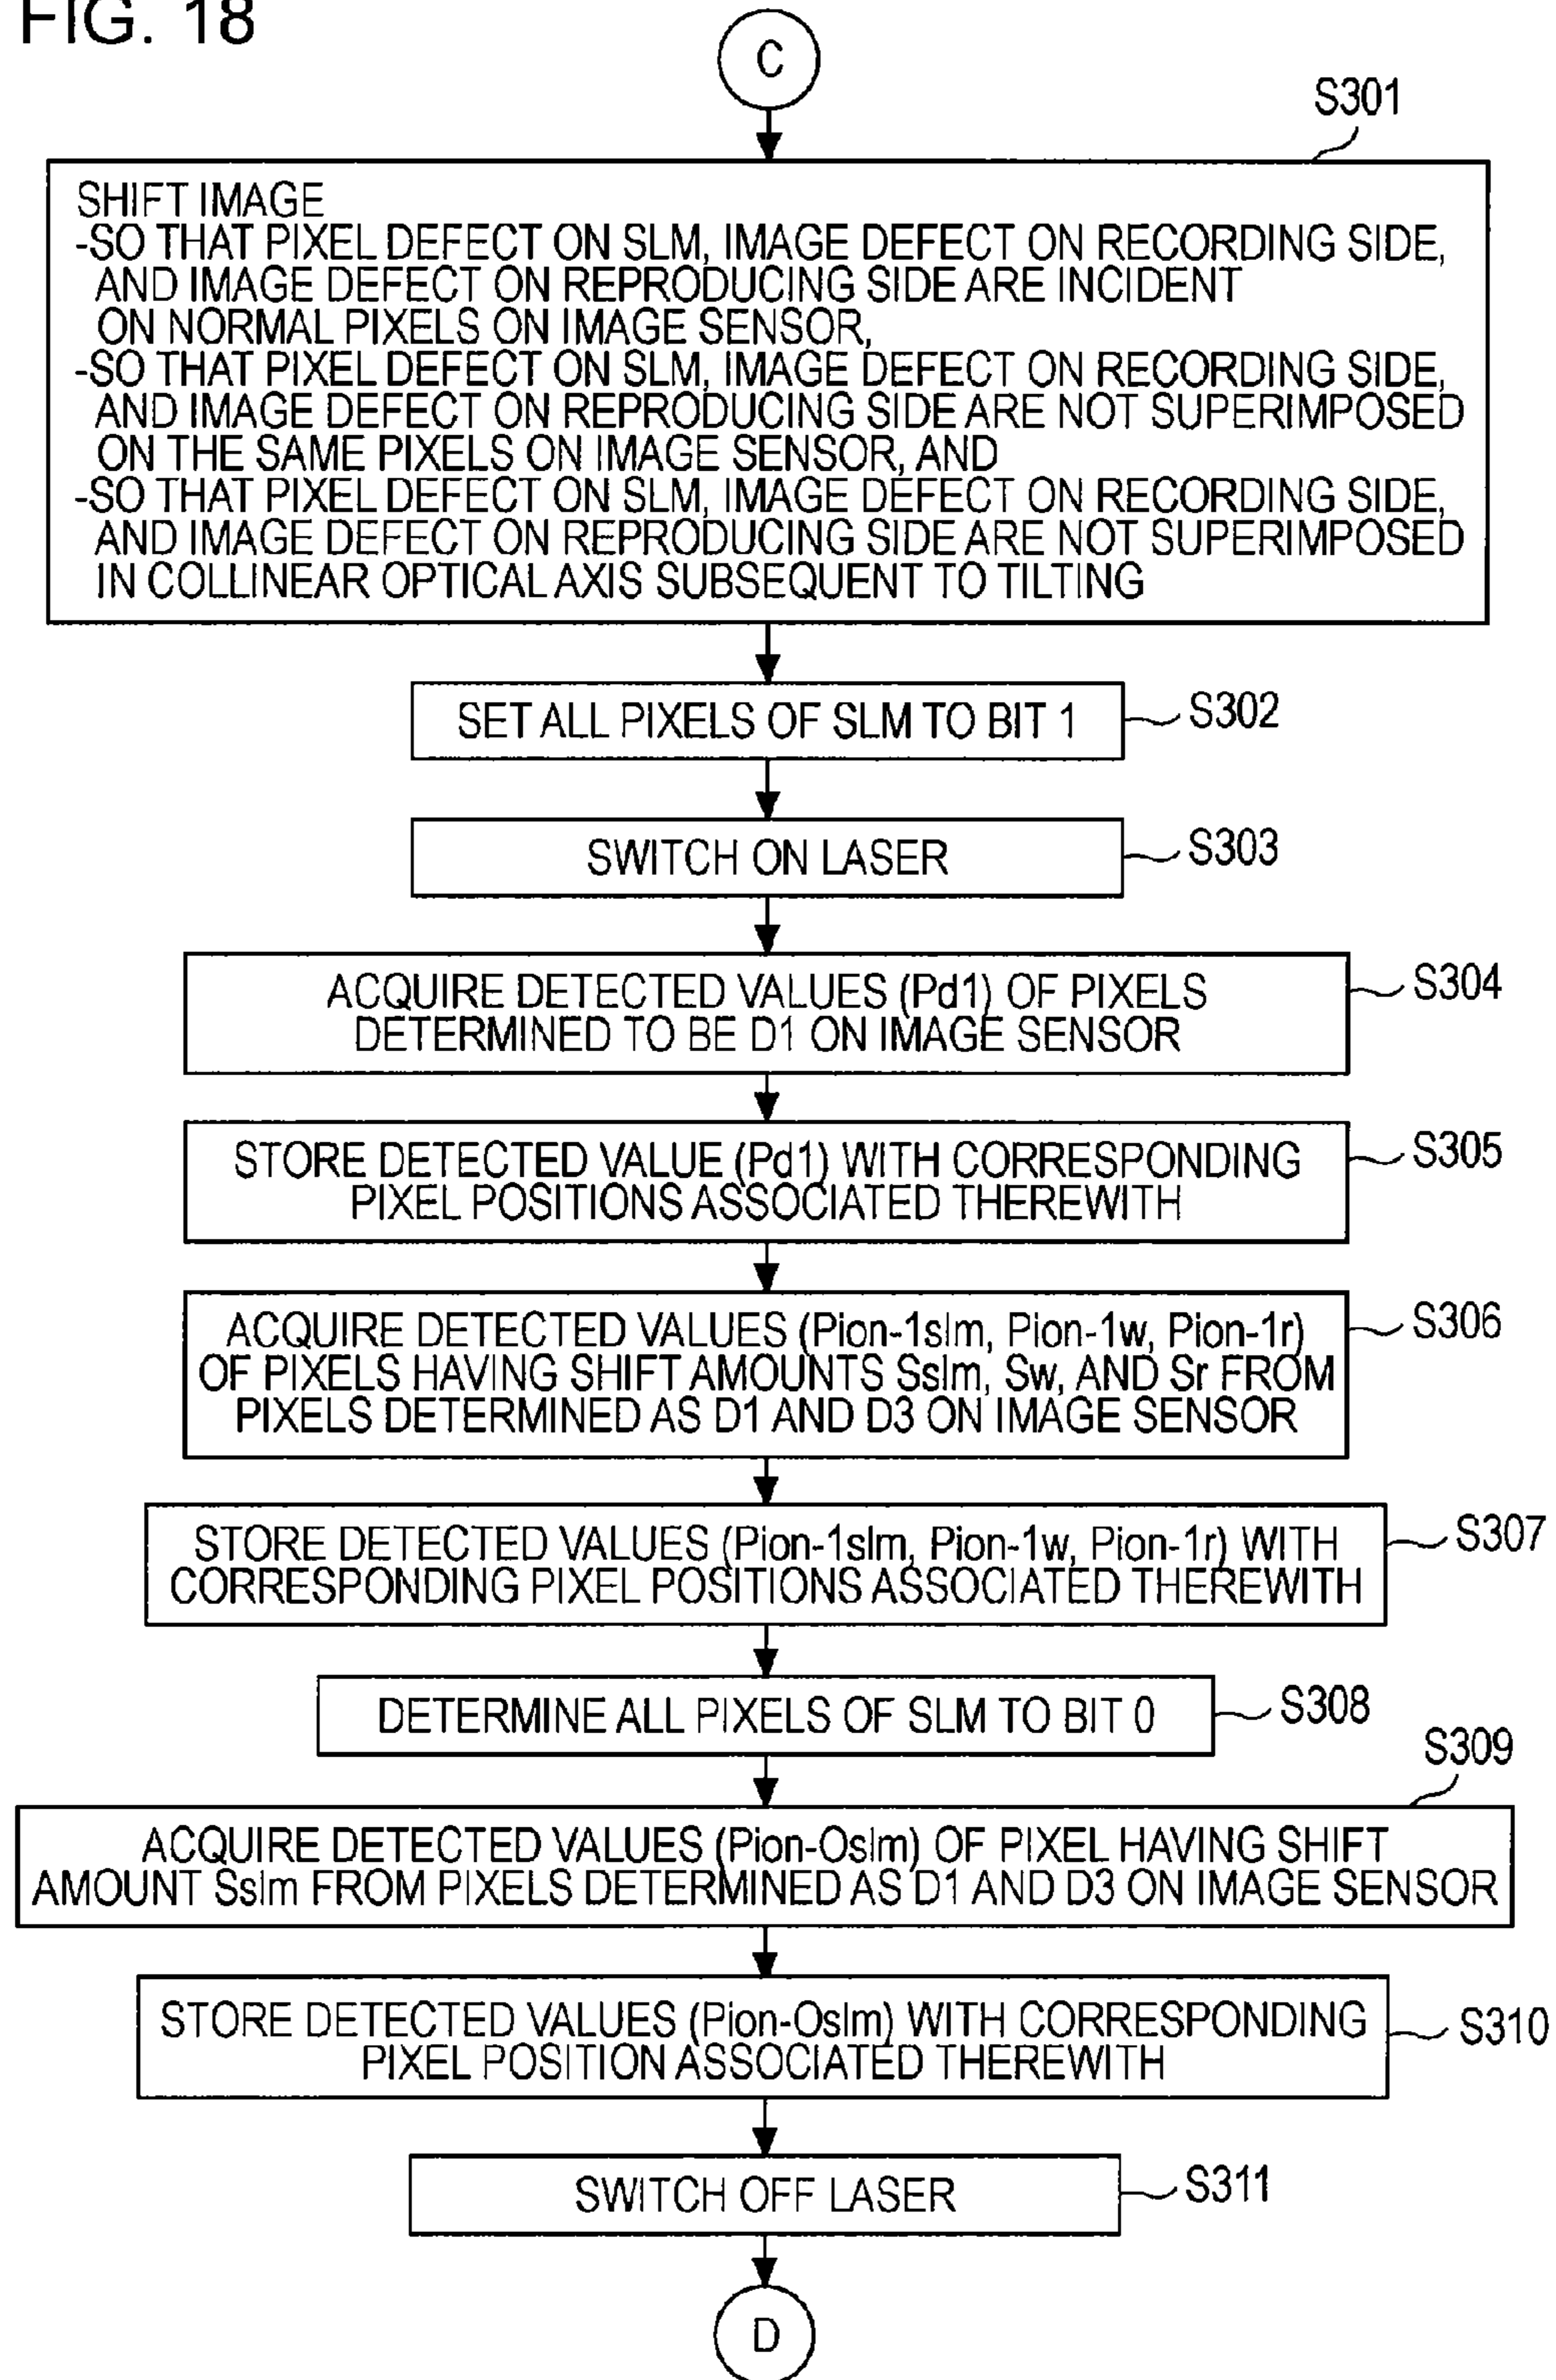 FIG. 18
C
S301
SHIFT IMAGE
-SO THAT PIXEL DEFECT ON SLM, IMAGE DEFECT ON RECORDING SIDE,
AND IMAGE DEFECT ON REPRODUCING SIDE ARE INCIDENT
ON NORMAL PIXELS ON IMAGE SENSOR,
-SO THAT PIXEL DEFECT ON SLM, IMAGE DEFECT ON RECORDING SIDE,
AND IMAGE DEFECT ON REPRODUCING SIDE ARE NOT SUPERIMPOSED
ON THE SAME PIXELS ON IMAGE SENSOR, AND
-SO THAT PIXEL DEFECT ON SLM, IMAGE DEFECT ON RECORDING SIDE,
AND IMAGE DEFECT ON REPRODUCING SIDE ARE NOT SUPERIMPOSED
IN COLLINEAR OPTICAL AXIS SUBSEQUENT TO TILTING
SET ALL PIXELS OF SLM TO BIT 1
S302
SWITCH ON LASER
S303
ACQUIRE DETECTED VALUES (Pd1) OF PIXELS
DETERMINED TO BE D1 ON IMAGE SENSOR
S304
STORE DETECTED VALUE (Pd1) WITH CORRESPONDING
PIXEL POSITIONS ASSOCIATED THEREWITH
S305
ACQUIRE DETECTED VALUES (Pion-1slm, Pion-1w, Pion-1r)
OF PIXELS HAVING SHIFT AMOUNTS Sslm, Sw, AND Sr FROM
PIXELS DETERMINED AS D1 AND D3 ON IMAGE SENSOR
S306
STORE DETECTED VALUES (Pion-1slm, Pion-1w, Pion-1r) WITH
CORRESPONDING PIXEL POSITIONS ASSOCIATED THEREWITH
S307
DETERMINE ALL PIXELS OF SLM TO BIT 0
S308
S309
ACQUIRE DETECTED VALUES (Pion-Oslm) OF PIXEL HAVING SHIFT
AMOUNT Sslm FROM PIXELS DETERMINED AS D1 AND D3 ON IMAGE SENSOR
STORE DETECTED VALUES (Pion-Oslm) WITH CORRESPONDING
PIXEL POSITION ASSOCIATED THEREWITH
S310
SWITCH OFF LASER
S311
D